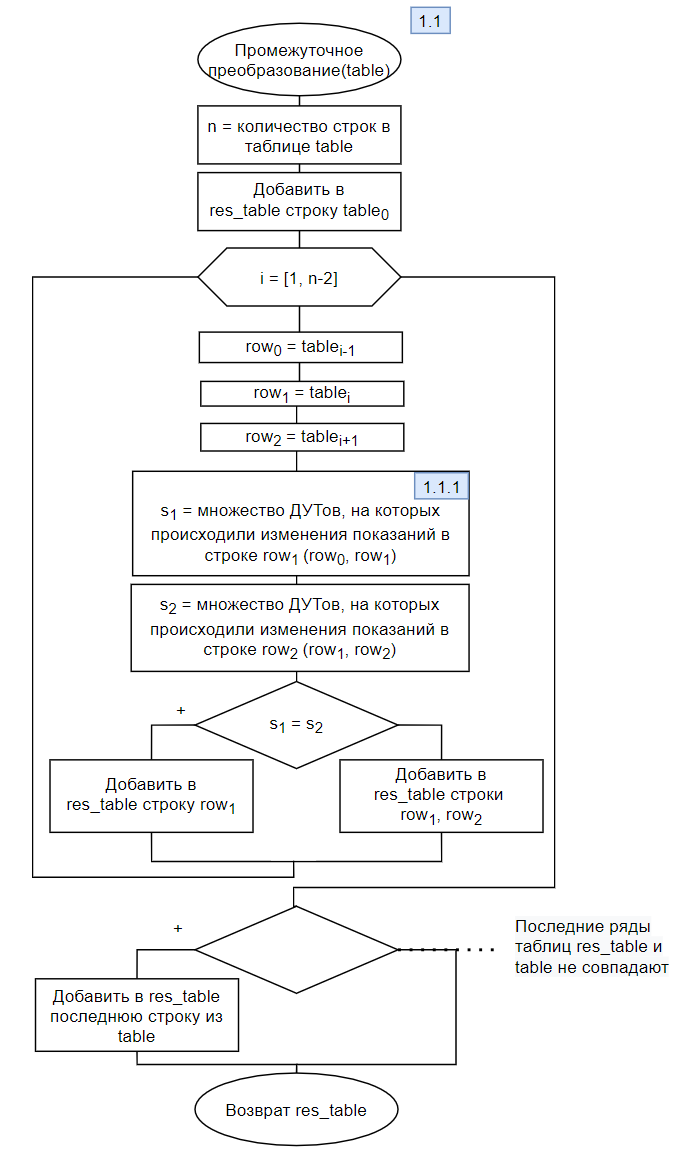 1.1
Промежуточное
преобразование(table)
n = количество строк в
таблице table
Добавить в
res_table строку table0
i = [1, n-2]
row0 = tablei-1
row1 = tablei
row2 = tablei+1
1.1.1
s1 = множество ДУТов, на которых
происходили изменения показаний в
строке row1 (row0, row1)
s2 = множество ДУТов, на которых
происходили изменения показаний в
строке row2 (row1, row2)
+
s1 = s2
Добавить в
res_table строку row1
Добавить в
res_table строки
row1, row2
+
Последние ряды
таблиц res_table и
table не совпадают
Добавить в res_table
последнюю строку из
table
Возврат res_table